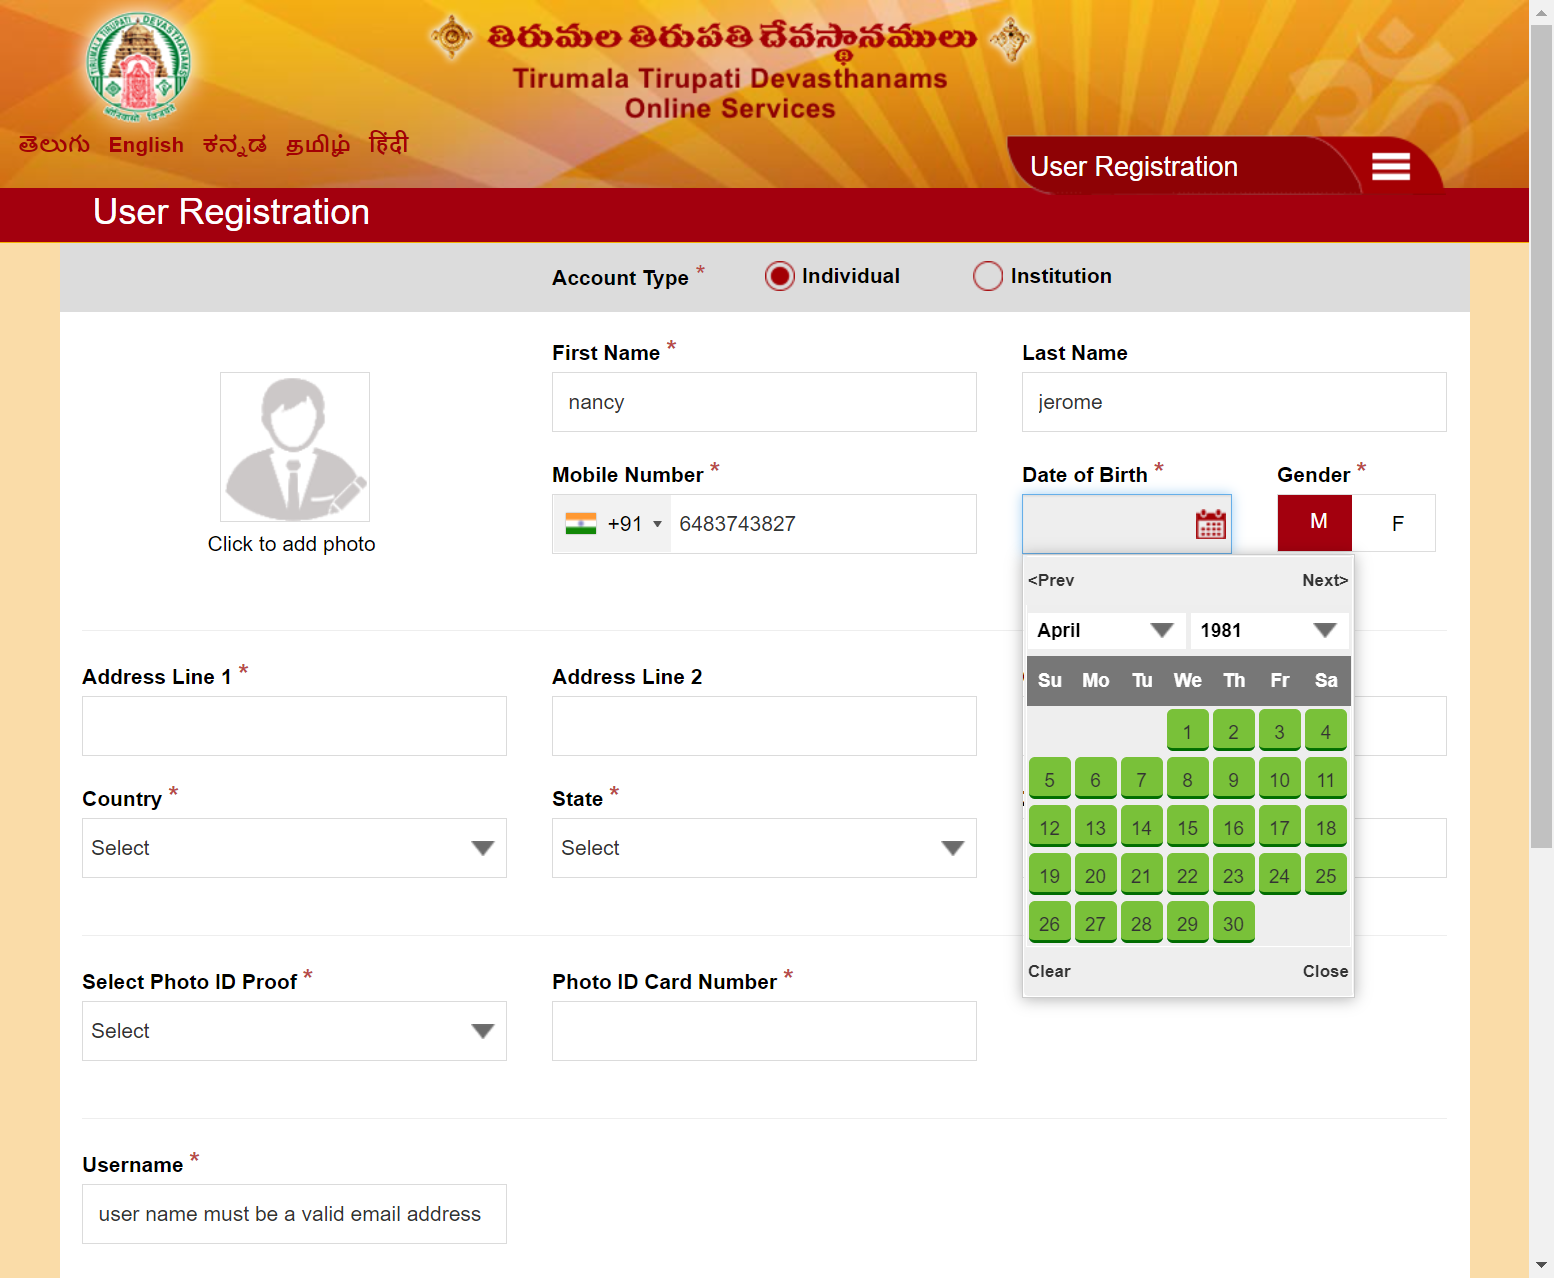 తిరుమల తిరుపతి దేవస్థానములు
Tirumala Tirupati Devasthanams
Online Services
తెలుగు English ಕನ್ನಡ தமிழ் हिंदी
User Registration
User Registration
Account Type * Individual Institution
First Name * Last Name
nancy jerome
Mobile Number * Date of Birth * Gender *
+91 6483743827 M F
Click to add photo
<Prev Next>
April 1981
Su Mo Tu We Th Fr Sa
1 2 3 4
5 6 7 8 9 10 11
12 13 14 15 16 17 18
19 20 21 22 23 24 25
26 27 28 29 30
Clear Close
Address Line 1 * Address Line 2
Country * State *
Select Select
Select Photo ID Proof * Photo ID Card Number *
Select
Username *
user name must be a valid email address